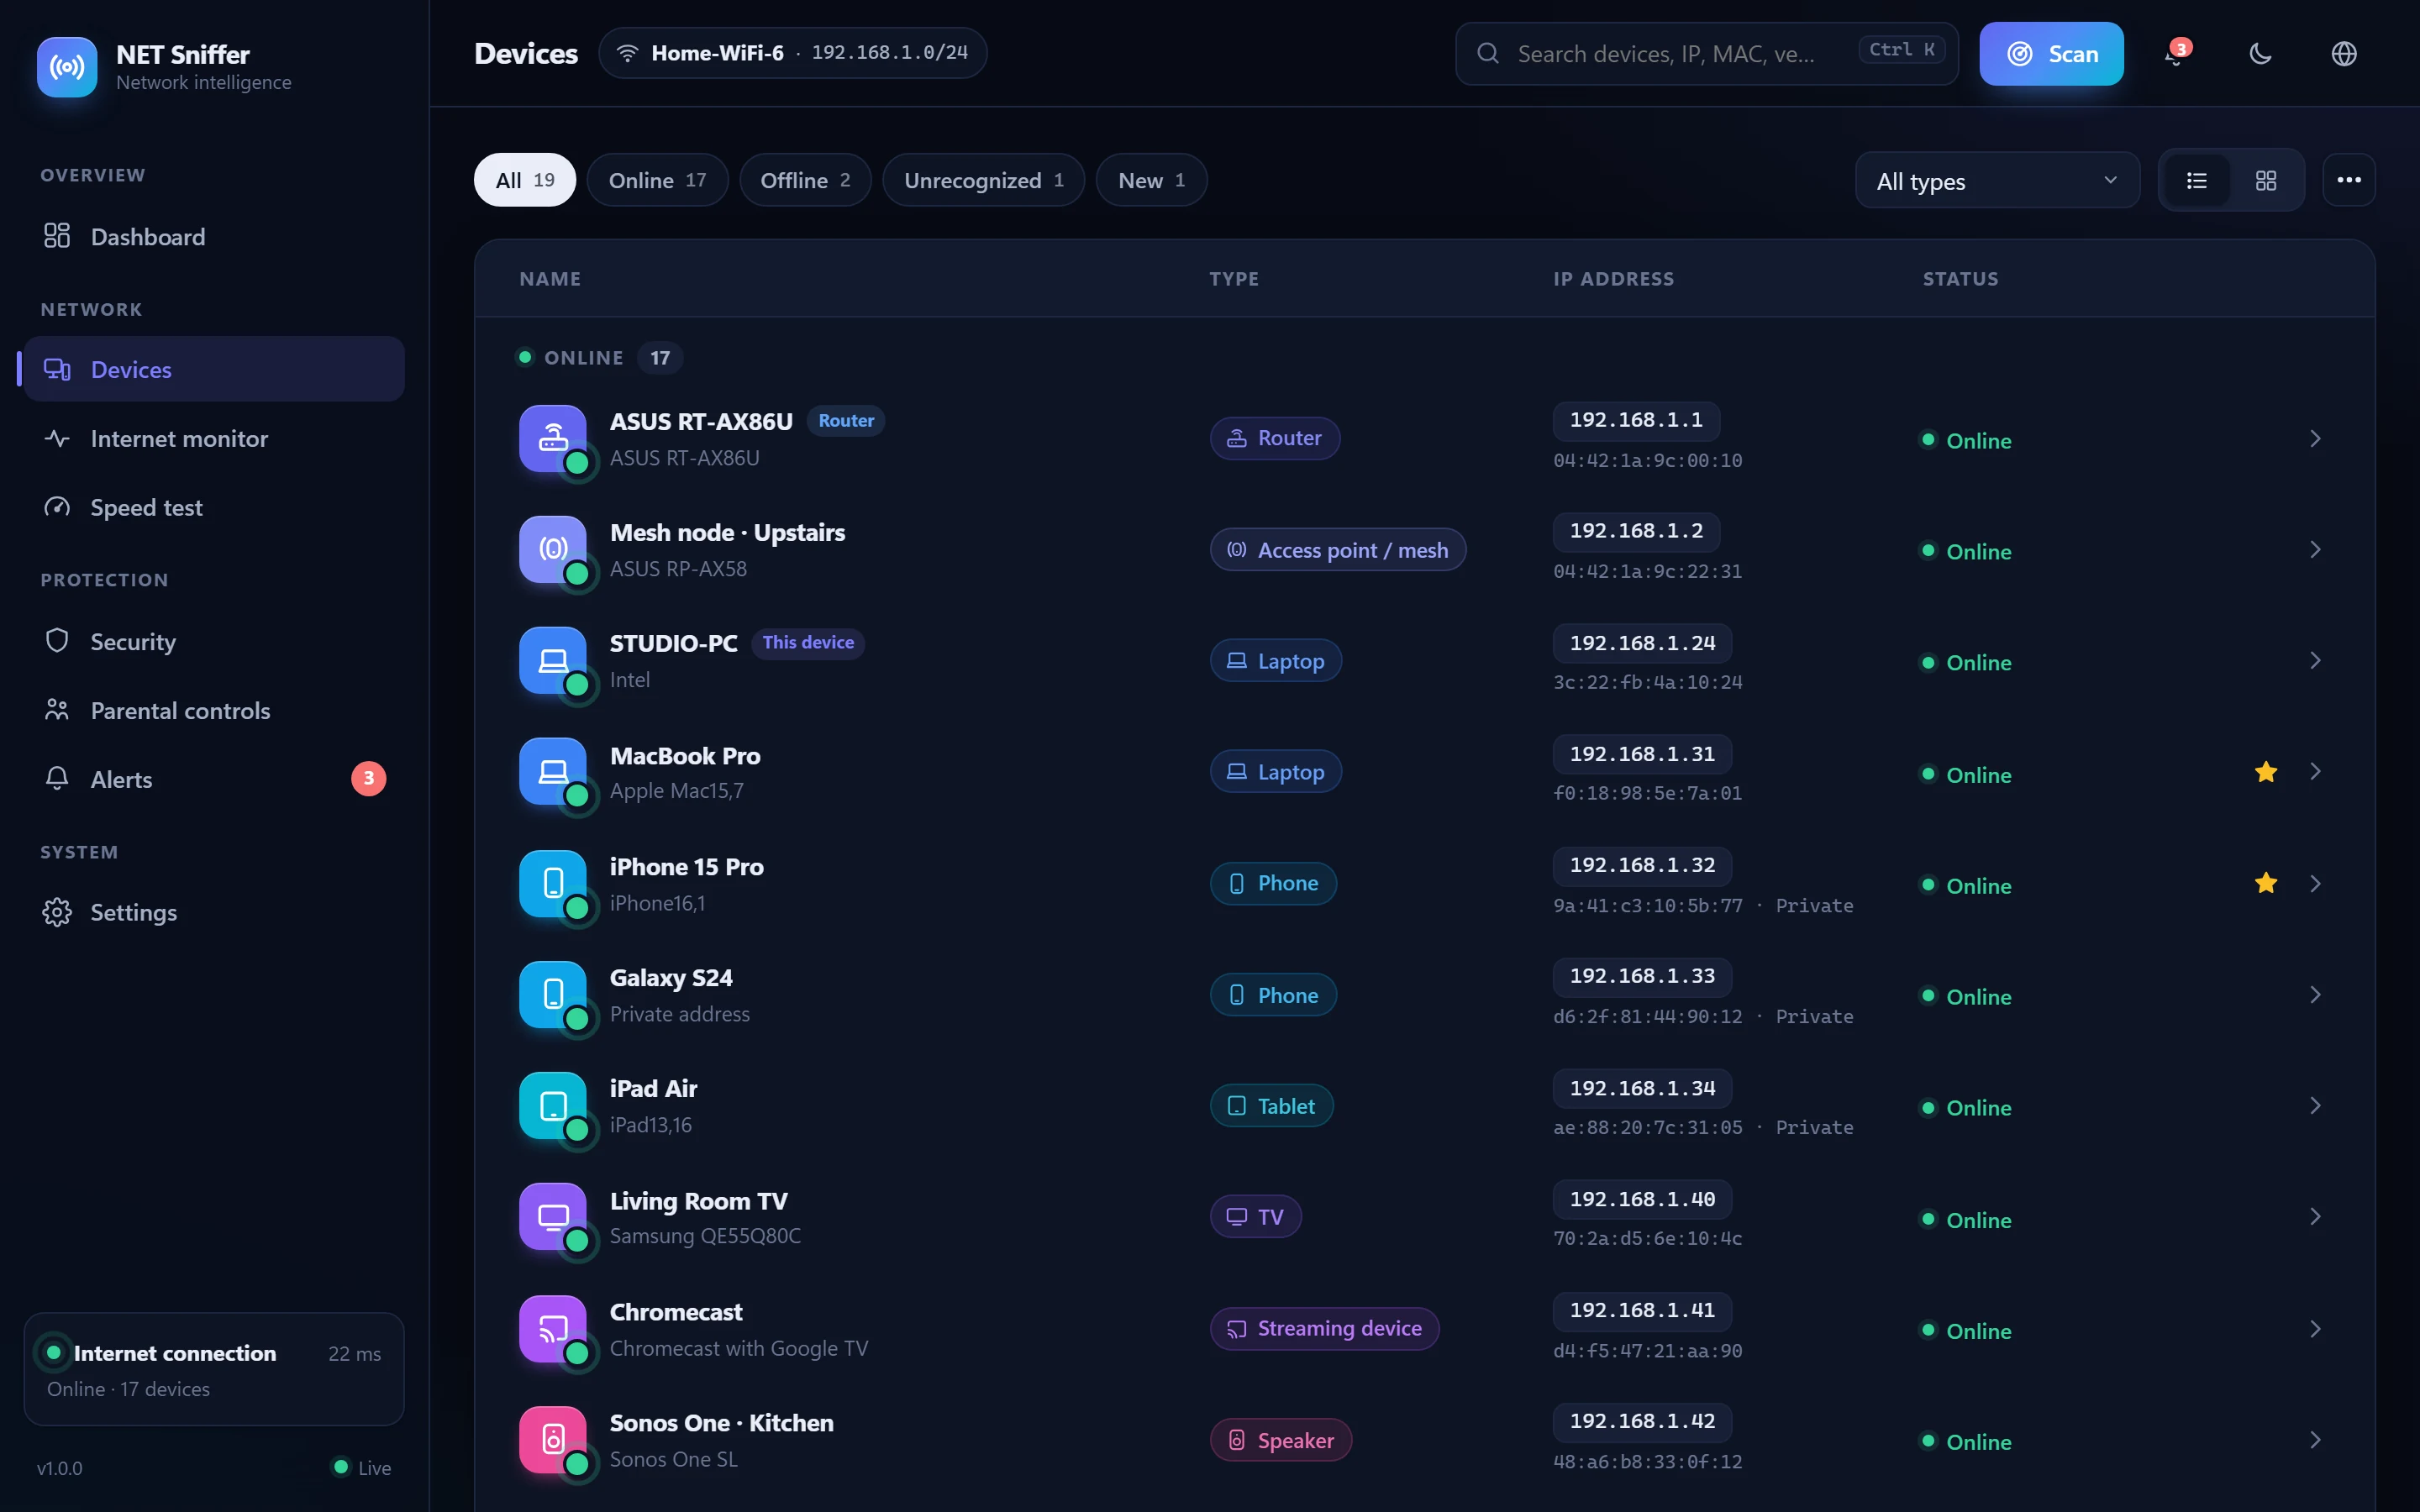 NET Sniffer
Network intelligence
OVERVIEW
Dashboard
NETWORK
Devices
Internet monitor
Speed test
PROTECTION
Security
Parental controls
Alerts 3
SYSTEM
Settings
Internet connection 22 ms
Online · 17 devices
v1.0.0 Live
Devices Home-WiFi-6 · 192.168.1.0/24
Search devices, IP, MAC, ve... Ctrl K Scan 3
All 19 Online 17 Offline 2 Unrecognized 1 New 1
All types
NAME TYPE IP ADDRESS STATUS
ONLINE 17
ASUS RT-AX86U Router
ASUS RT-AX86U
Router
192.168.1.1
04:42:1a:9c:00:10
Online
Mesh node · Upstairs
ASUS RP-AX58
Access point / mesh
192.168.1.2
04:42:1a:9c:22:31
Online
STUDIO-PC This device
Intel
Laptop
192.168.1.24
3c:22:fb:4a:10:24
Online
MacBook Pro
Apple Mac15,7
Laptop
192.168.1.31
f0:18:98:5e:7a:01
Online
iPhone 15 Pro
iPhone16,1
Phone
192.168.1.32
9a:41:c3:10:5b:77 · Private
Online
Galaxy S24
Private address
Phone
192.168.1.33
d6:2f:81:44:90:12 · Private
Online
iPad Air
iPad13,16
Tablet
192.168.1.34
ae:88:20:7c:31:05 · Private
Online
Living Room TV
Samsung QE55Q80C
TV
192.168.1.40
70:2a:d5:6e:10:4c
Online
Chromecast
Chromecast with Google TV
Streaming device
192.168.1.41
d4:f5:47:21:aa:90
Online
Sonos One · Kitchen
Sonos One SL
Speaker
192.168.1.42
48:a6:b8:33:0f:12
Online